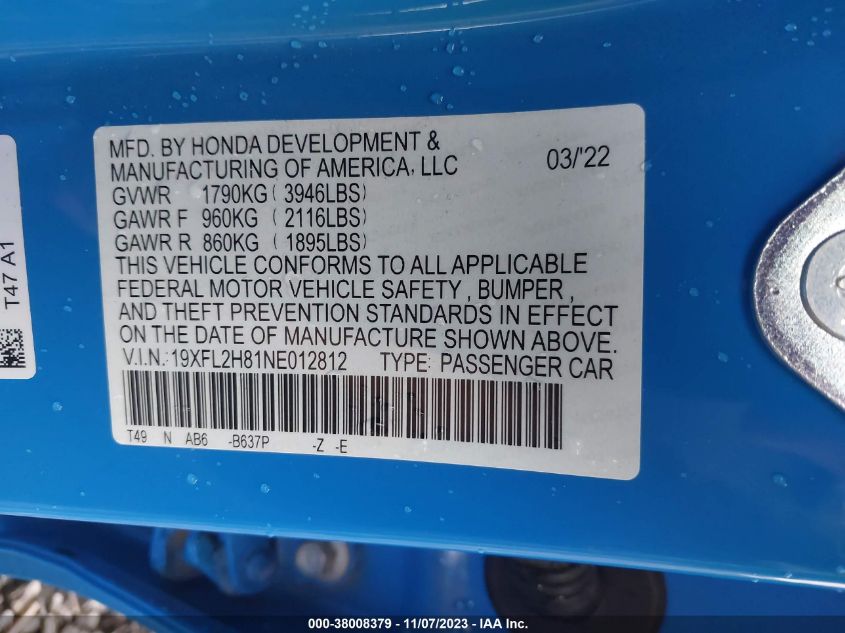 MFD. BY HONDA DEVELOPMENT &
MANUFACTURING OF AMERICA, LLC 03/'22
GVWR 1790KG ( 3946LBS)
GAWR F 960KG ( 2116LBS)
GAWR R 860KG ( 1895LBS)
THIS VEHICLE CONFORMS TO ALL APPLICABLE
FEDERAL MOTOR VEHICLE SAFETY , BUMPER ,
AND THEFT PREVENTION STANDARDS IN EFFECT
ON THE DATE OF MANUFACTURE SHOWN ABOVE.
V.I.N.: 19XFL2H81NE012812 TYPE: PASSENGER CAR
T49 N AB6 -B637P -Z -E
T47 A1
000-38008379 - 11/07/2023 - IAA Inc.